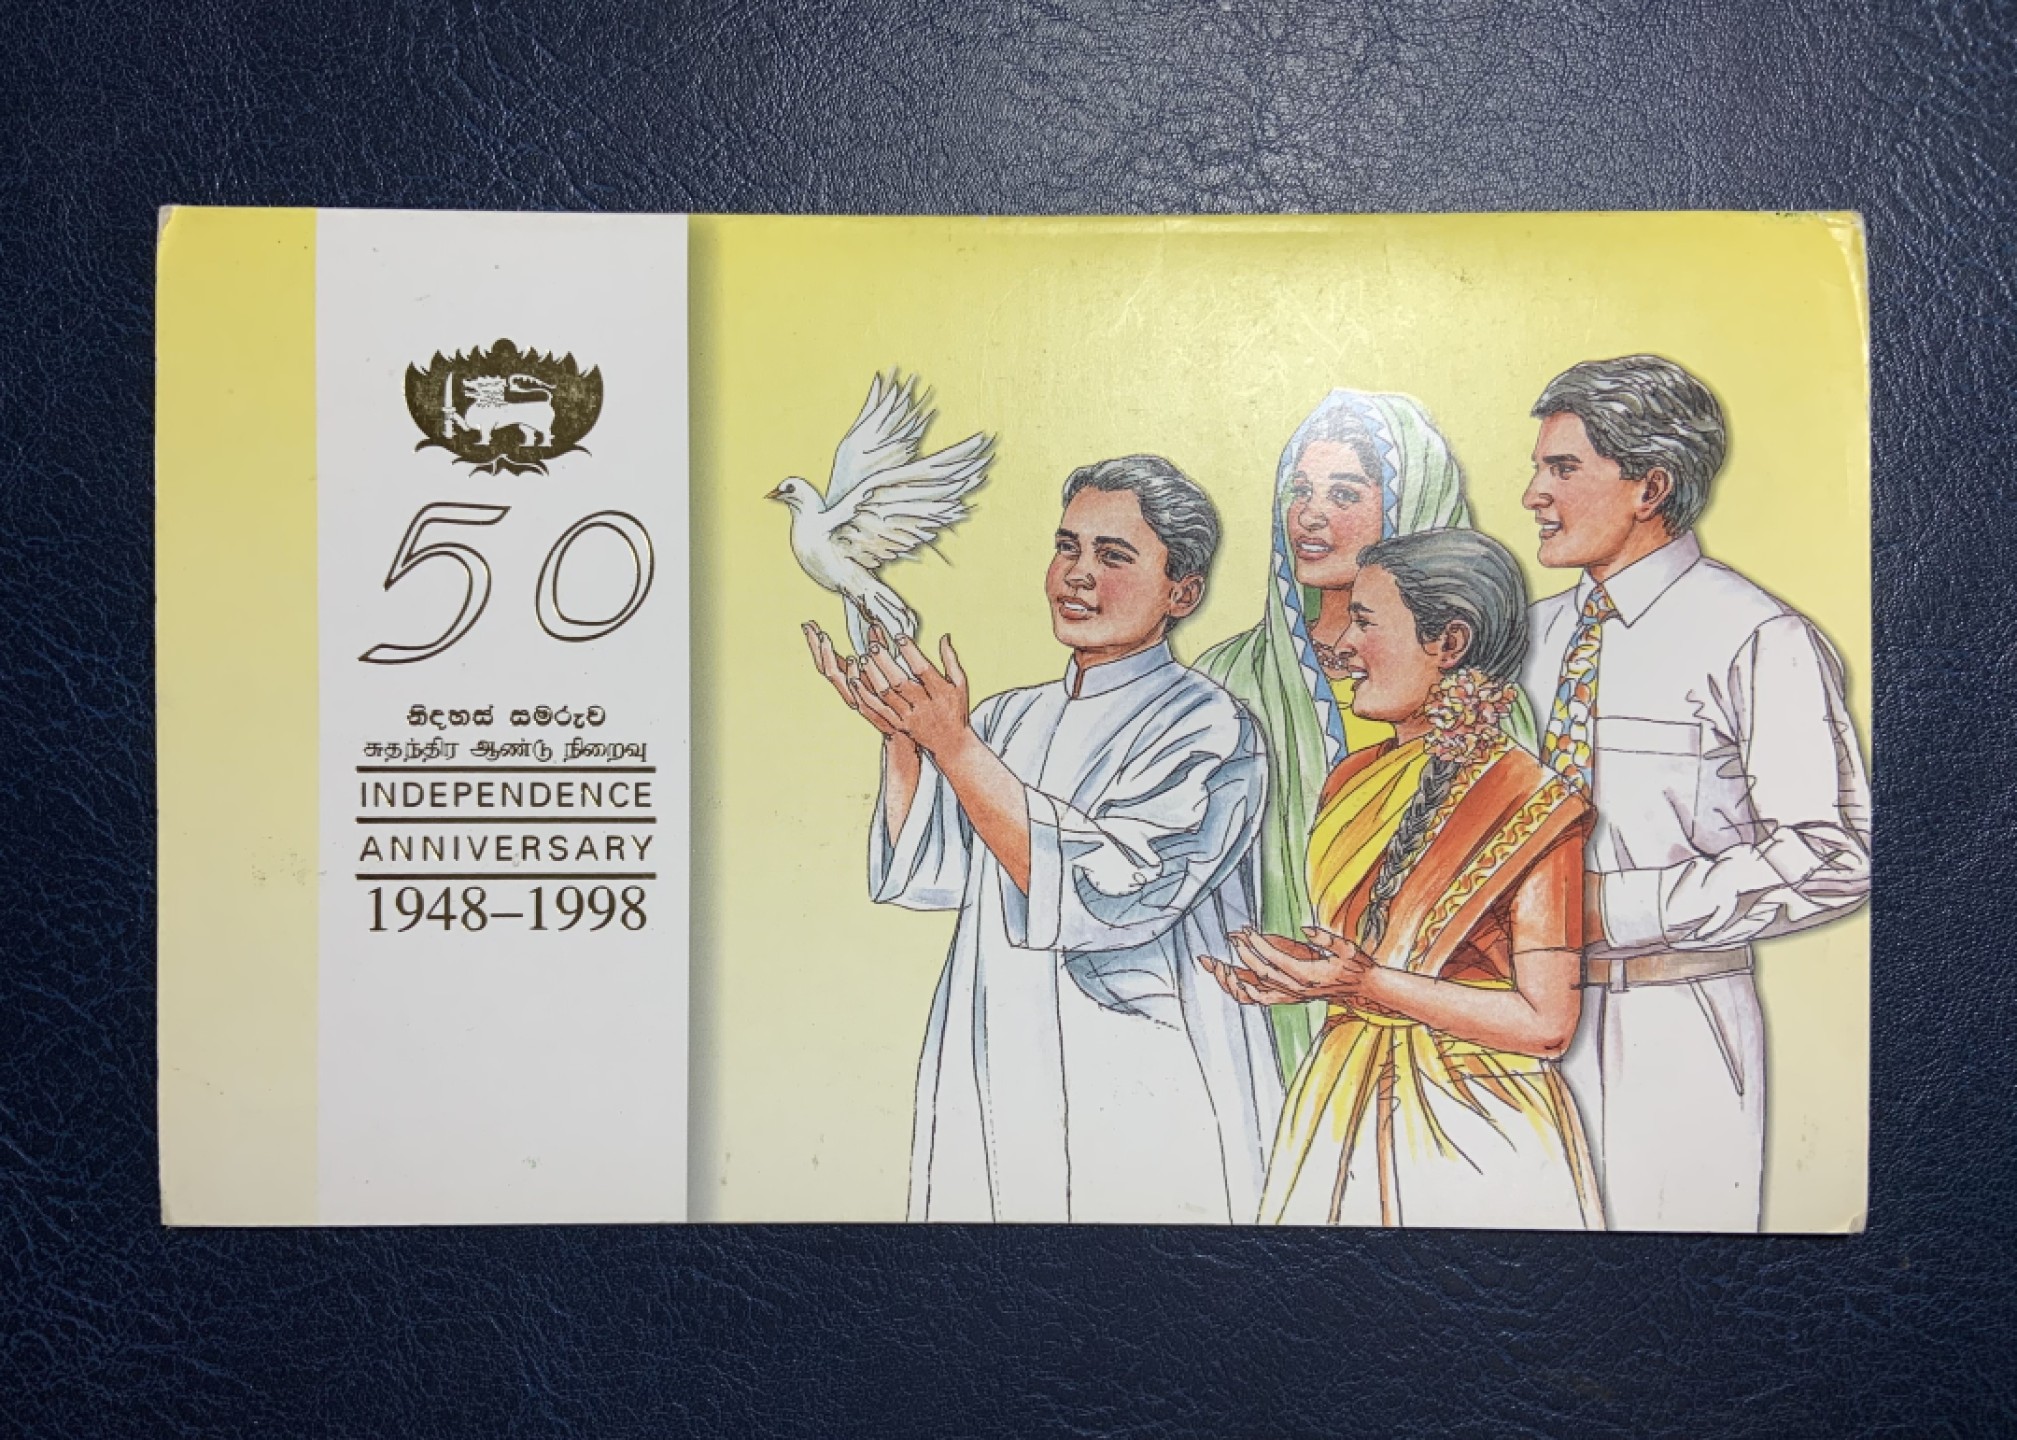 50
නිදහස් සමරුව
சுதந்திர ஆண்டு நிறைவு
INDEPENDENCE
ANNIVERSARY
1948–1998